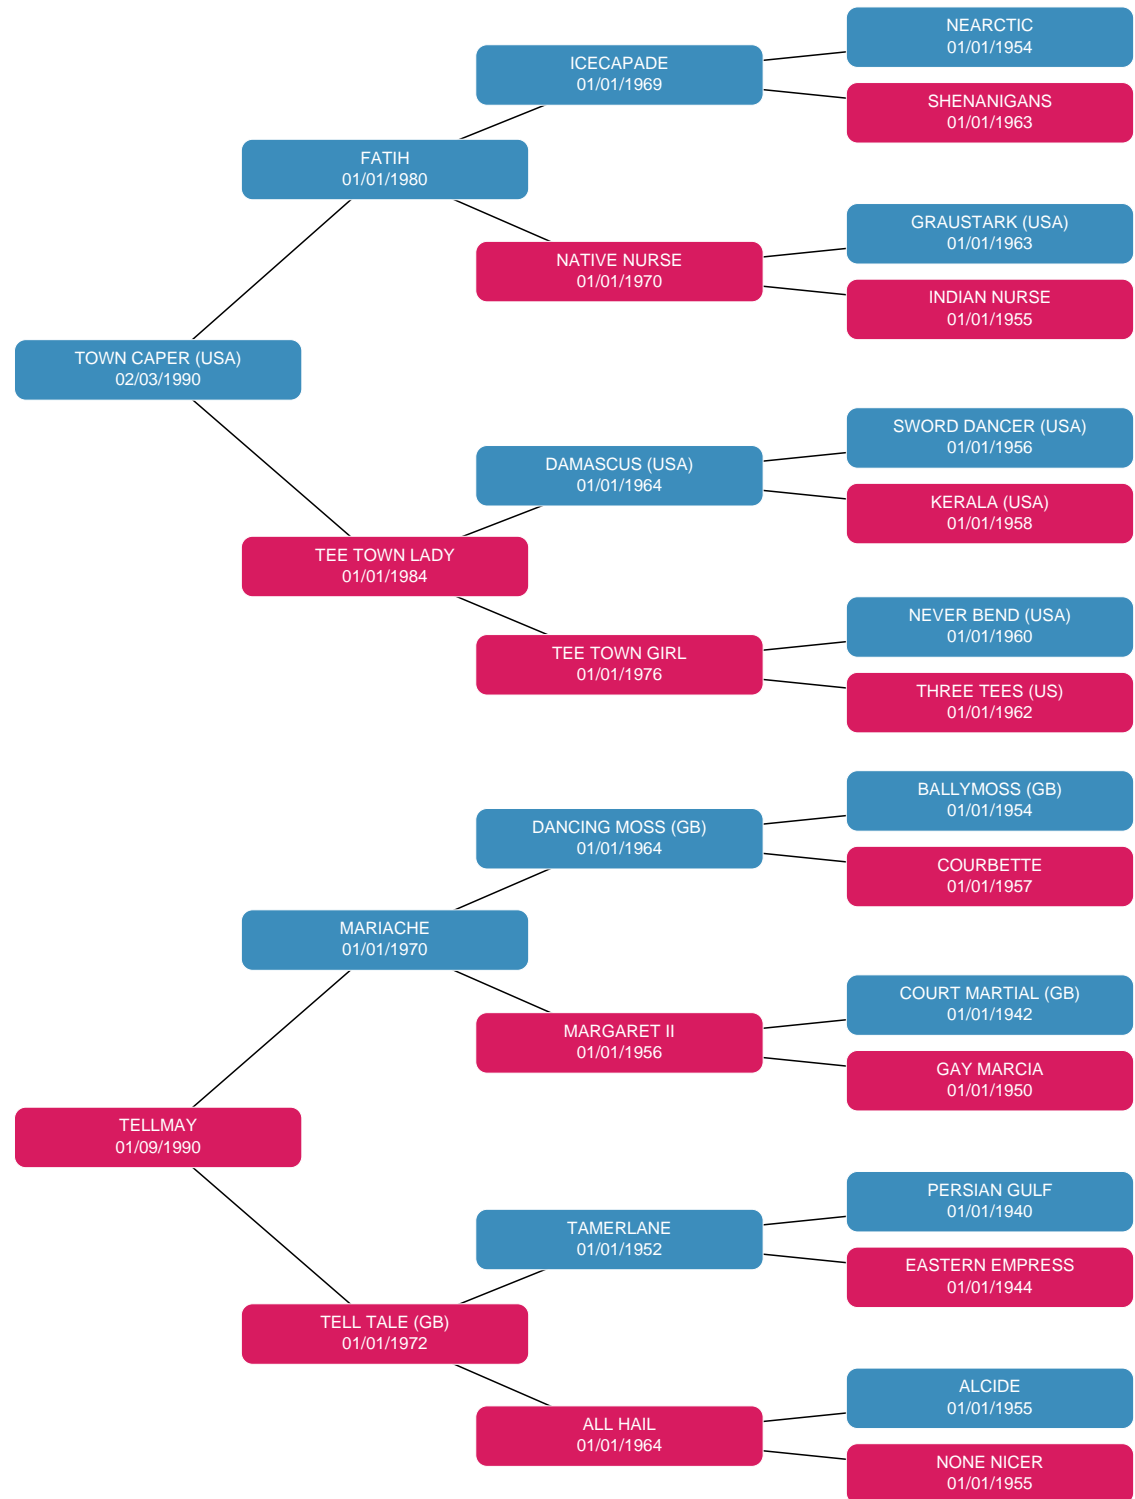 NEARCTIC
01/01/1954
ICECAPADE
01/01/1969
SHENANIGANS
01/01/1963
FATIH
01/01/1980
GRAUSTARK (USA)
01/01/1963
NATIVE NURSE
01/01/1970
INDIAN NURSE
01/01/1955
TOWN CAPER (USA)
02/03/1990
SWORD DANCER (USA)
01/01/1956
DAMASCUS (USA)
01/01/1964
KERALA (USA)
01/01/1958
TEE TOWN LADY
01/01/1984
NEVER BEND (USA)
01/01/1960
TEE TOWN GIRL
01/01/1976
THREE TEES (US)
01/01/1962
BALLYMOSS (GB)
01/01/1954
DANCING MOSS (GB)
01/01/1964
COURBETTE
01/01/1957
MARIACHE
01/01/1970
COURT MARTIAL (GB)
01/01/1942
MARGARET II
01/01/1956
GAY MARCIA
01/01/1950
TELLMAY
01/09/1990
PERSIAN GULF
01/01/1940
TAMERLANE
01/01/1952
EASTERN EMPRESS
01/01/1944
TELL TALE (GB)
01/01/1972
ALCIDE
01/01/1955
ALL HAIL
01/01/1964
NONE NICER
01/01/1955